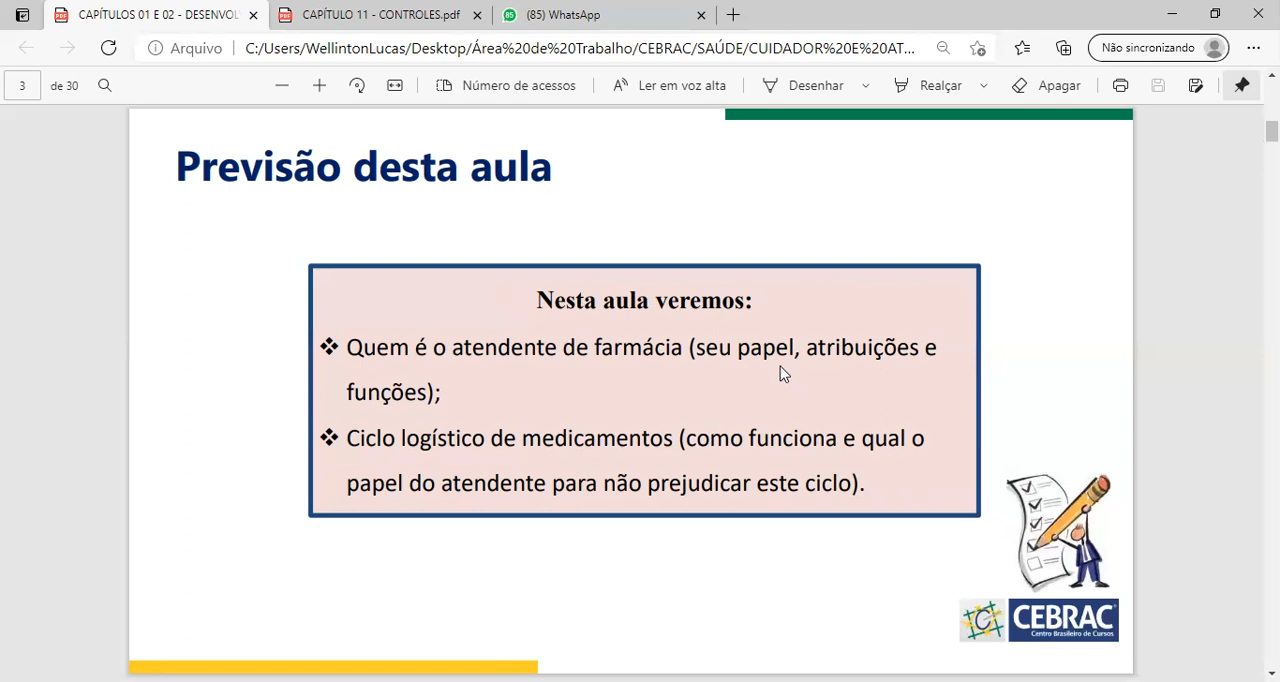 CAPÍTULOS 01 E 02 - DESENVOL
CAPÍTULO 11 - CONTROLES.pdf
(85) WhatsApp
Arquivo
C:/Users/WellintonLucas/Desktop/Área%20de%20Trabalho/CEBRAC/SAÚDE/CUIDADOR%20E%20AT...
Não sincronizando
3 de 30
Número de acessos
Ler em voz alta
Desenhar
Realçar
Apagar
Previsão desta aula
Nesta aula veremos:
❖ Quem é o atendente de farmácia (seu papel, atribuições e
funções);
❖ Ciclo logístico de medicamentos (como funciona e qual o
papel do atendente para não prejudicar este ciclo).
CEBRAC
Centro Brasileiro de Cursos